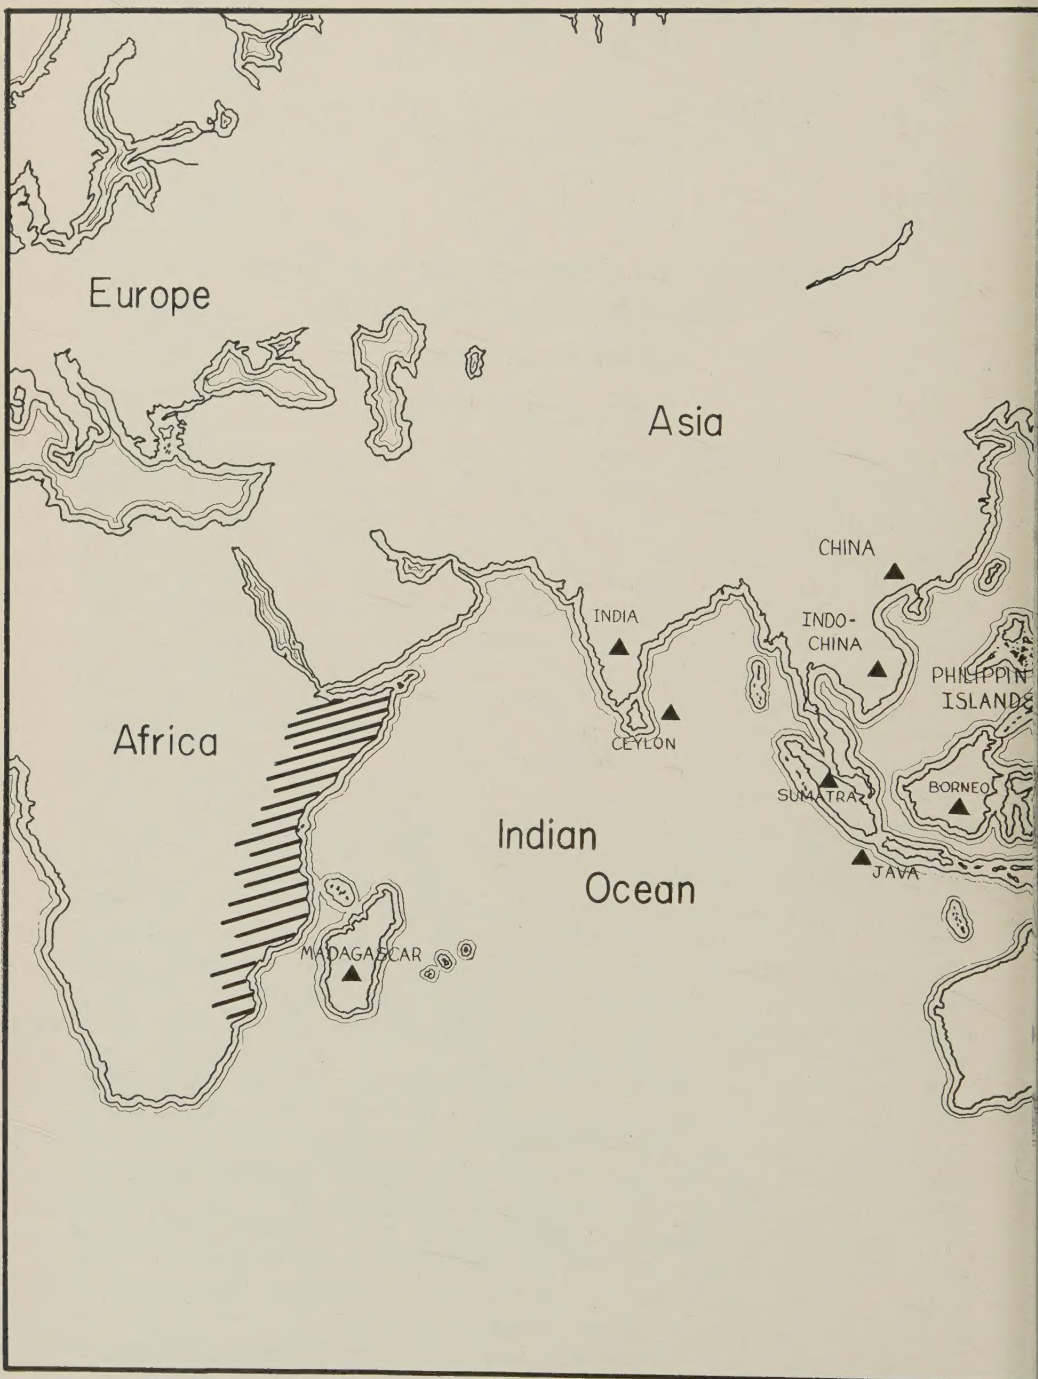 Europe
Asia
CHINA
INDIA
INDO-
CHINA
PHILIPPIN
ISLANDS
Africa
CEYLON
SUMATRA
BORNEO
Indian
Ocean
JAVA
MADAGASCAR